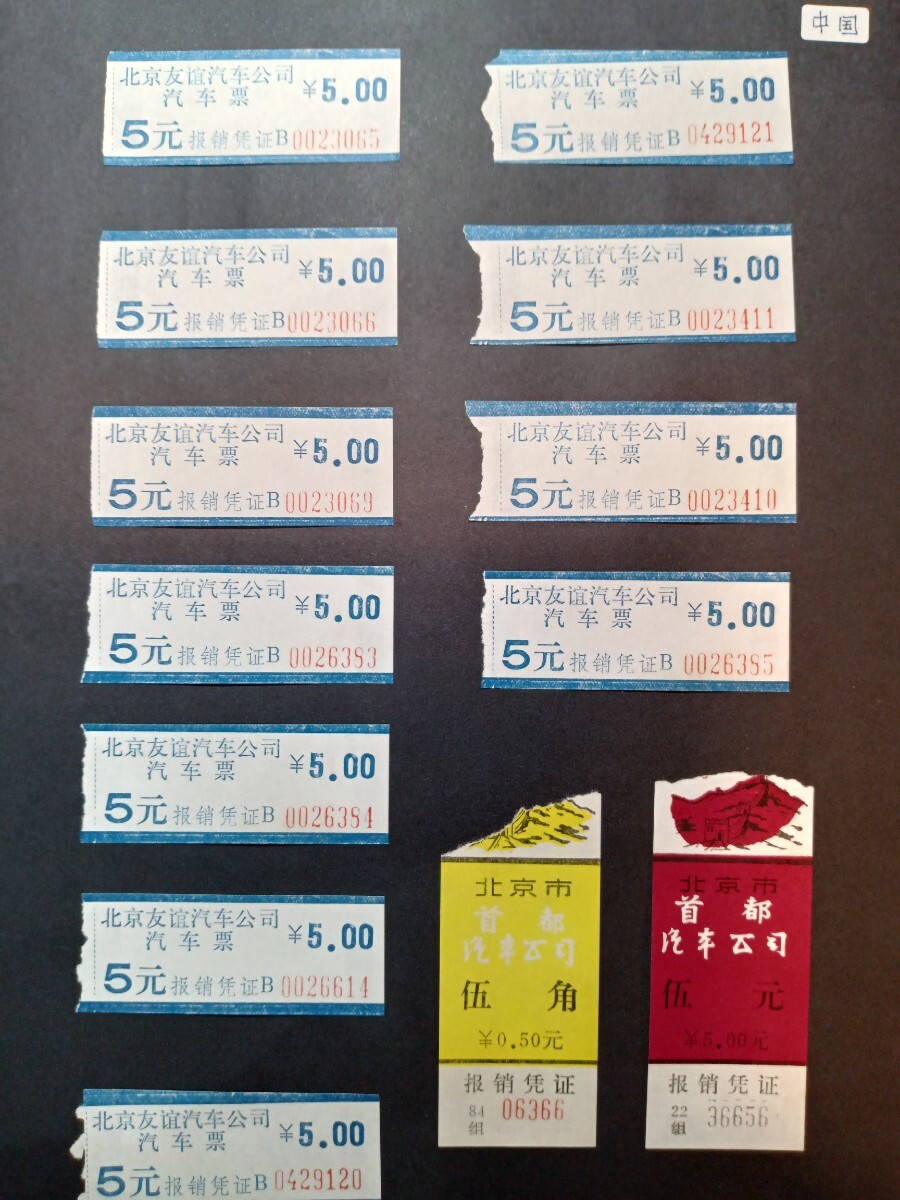 中国
北京友谊汽车公司
汽车票
¥5.00
5元报销凭证B0023065
北京友谊汽车公司
汽车票
¥5.00
5元报销凭证B0429121
北京友谊汽车公司
汽车票
¥5.00
5元报销凭证B0023066
北京友谊汽车公司
汽车票
¥5.00
5元报销凭证B0023411
北京友谊汽车公司
汽车票
¥5.00
5元报销凭证B0023069
北京友谊汽车公司
汽车票
¥5.00
5元报销凭证B0023410
北京友谊汽车公司
汽车票
¥5.00
5元报销凭证B0026383
北京友谊汽车公司
汽车票
¥5.00
5元报销凭证B0026385
北京友谊汽车公司
汽车票
¥5.00
5元报销凭证B0026384
北京友谊汽车公司
汽车票
¥5.00
5元报销凭证B0026614
北京友谊汽车公司
汽车票
¥5.00
5元报销凭证B0429120
北京市
首都
汽车公司
伍角
¥0.50元
报销凭证
84组 06366
北京市
首都
汽车公司
伍元
¥5.00元
报销凭证
22组 36656